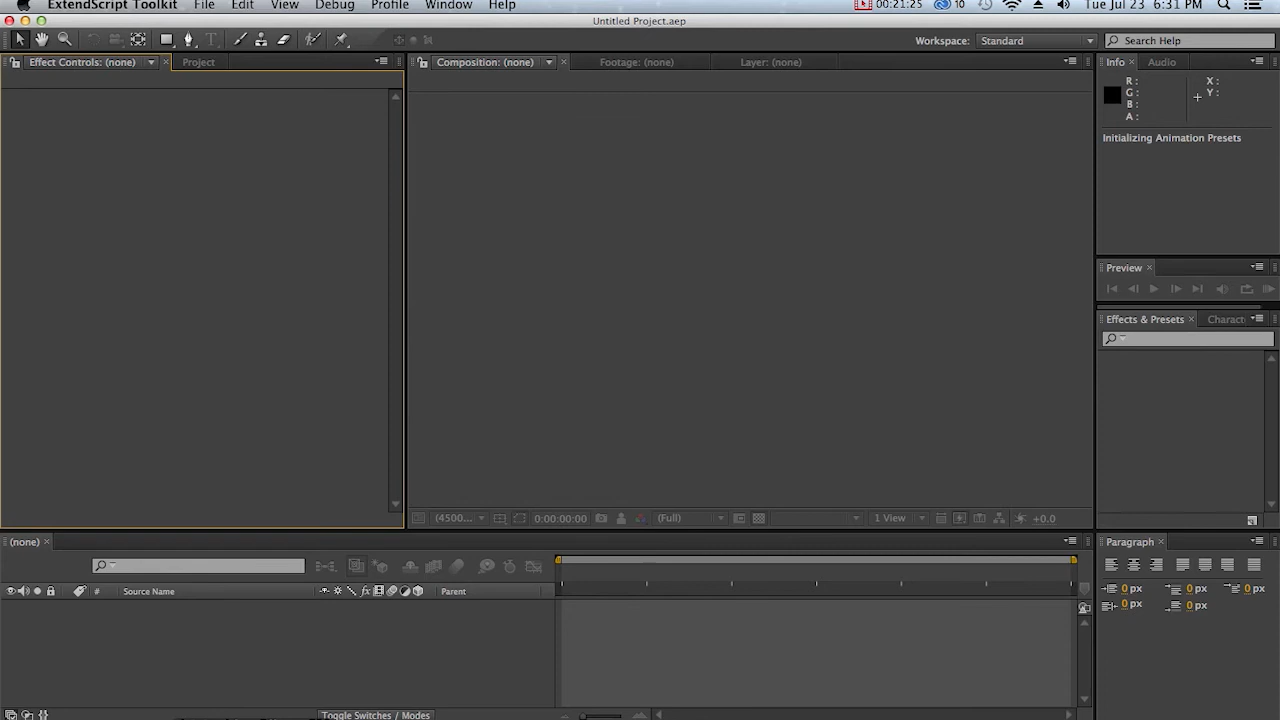 ExtendScript Toolkit File Edit View Debug Profile Window Help 00:21:25 10 Tue Jul 23 6:31 PM
Untitled Project.aep
Workspace: Standard Search Help
Effect Controls: (none) Project Composition: (none) Footage: (none) Layer: (none) Info Audio
R : X :
G : Y :
B :
A :
Initializing Animation Presets
Preview
Effects & Presets Charact
(4500... 0:00:00:00 (Full) 1 View +0.0
(none) Paragraph
# Source Name Parent
0 px 0 px 0 px
0 px 0 px
Toggle Switches / Modes